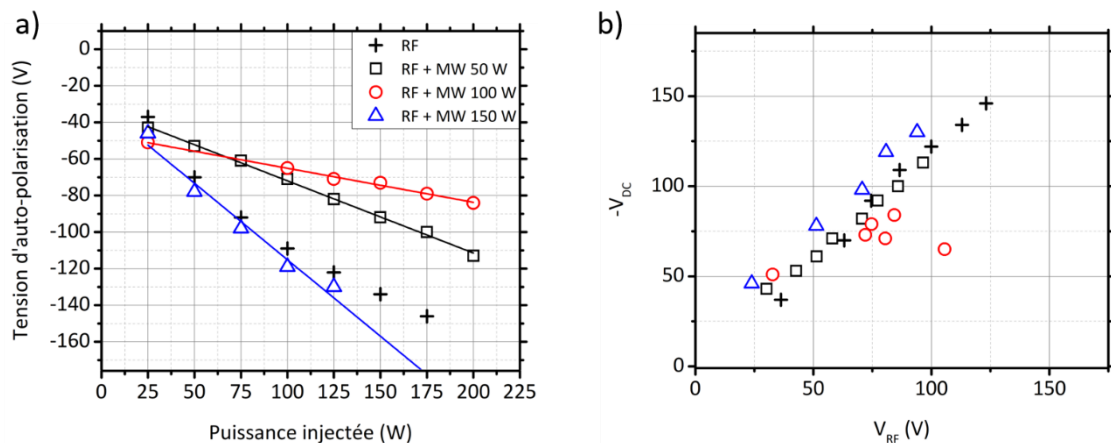 a)
Tension d'auto-polarisation (V)
0
-20
-40
-60
-80
-100
-120
-140
-160
RF
RF + MW 50 W
RF + MW 100 W
RF + MW 150 W
0 25 50 75 100 125 150 175 200 225
Puissance injectée (W)
b)
-V_DC
150
100
50
0
0 50 100 150
V_RF (V)